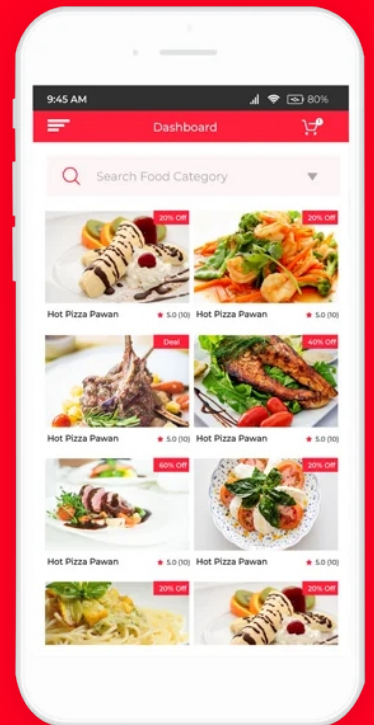 9:45 AM 80%
Dashboard 1
Search Food Category
20% Off 20% Off
Hot Pizza Pawan 5.0 (10) Hot Pizza Pawan 5.0 (10)
Deal 40% Off
Hot Pizza Pawan 5.0 (10) Hot Pizza Pawan 5.0 (10)
60% Off 20% Off
Hot Pizza Pawan 5.0 (10) Hot Pizza Pawan 5.0 (10)
20% Off 20% Off